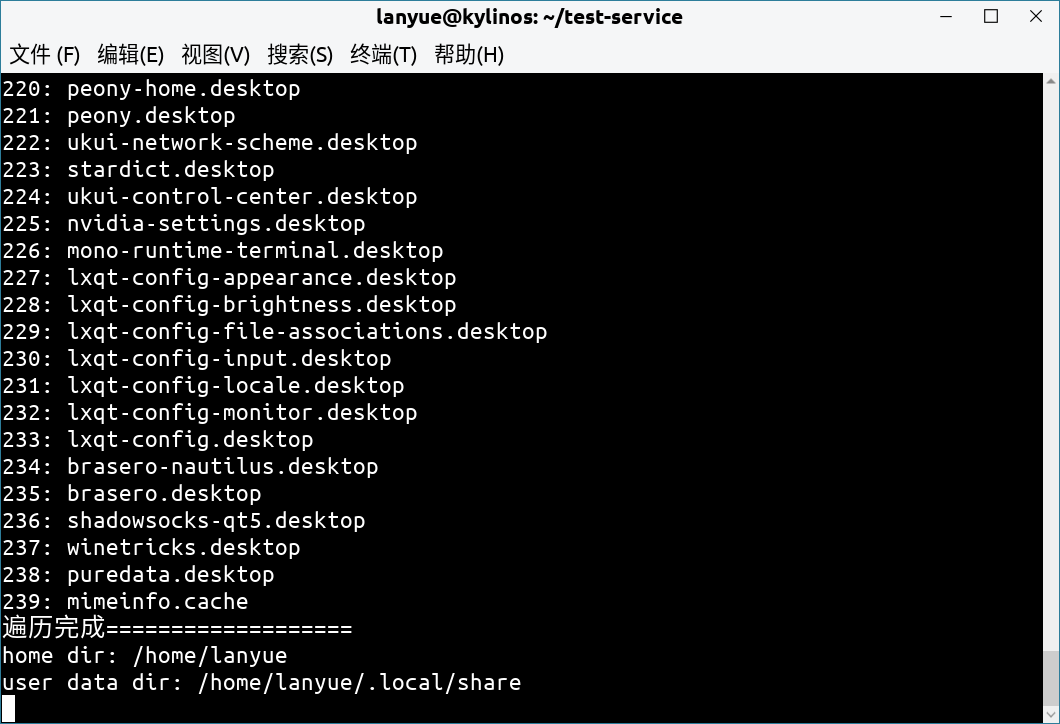 lanyue@kylinos: ~/test-service
文件 (F) 编辑(E) 视图(V) 搜索(S) 终端(T) 帮助(H)
220: peony-home.desktop
221: peony.desktop
222: ukui-network-scheme.desktop
223: stardict.desktop
224: ukui-control-center.desktop
225: nvidia-settings.desktop
226: mono-runtime-terminal.desktop
227: lxqt-config-appearance.desktop
228: lxqt-config-brightness.desktop
229: lxqt-config-file-associations.desktop
230: lxqt-config-input.desktop
231: lxqt-config-locale.desktop
232: lxqt-config-monitor.desktop
233: lxqt-config.desktop
234: brasero-nautilus.desktop
235: brasero.desktop
236: shadowsocks-qt5.desktop
237: winetricks.desktop
238: puredata.desktop
239: mimeinfo.cache
遍历完成===================
home dir: /home/lanyue
user data dir: /home/lanyue/.local/share